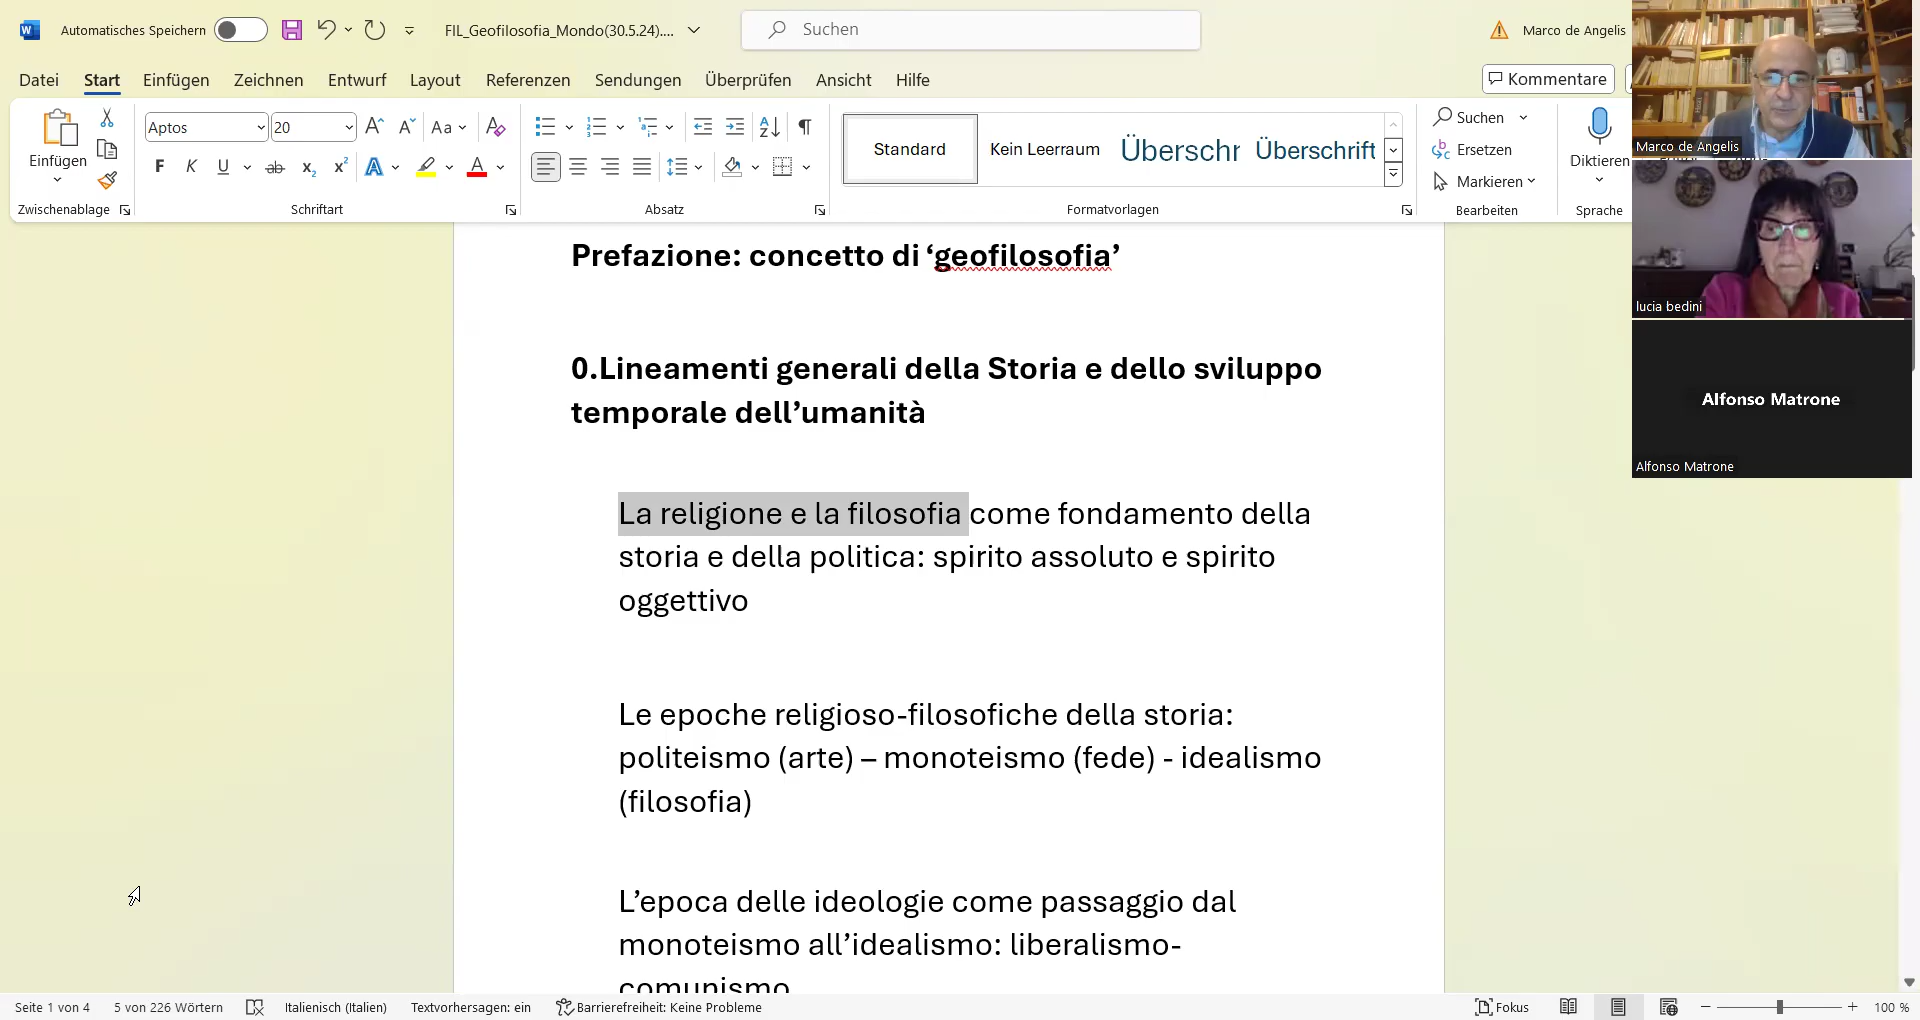 Automatisches Speichern
FIL_Geofilosofia_Mondo(30.5.24)....
Suchen
Marco de Angelis
Datei Start Einfügen Zeichnen Entwurf Layout Referenzen Sendungen Überprüfen Ansicht Hilfe
Kommentare
Einfügen
Zwischenablage
Aptos 20
F K U ab x₂ x²
Schriftart
Absatz
Standard
Kein Leerraum
Überschr
Überschrift
Formatvorlagen
Suchen
Ersetzen
Markieren
Bearbeiten
Diktieren
Sprache
Marco de Angelis
lucia bedini
Alfonso Matrone
Alfonso Matrone
Prefazione: concetto di ‘geofilosofia’
0.Lineamenti generali della Storia e dello sviluppo
temporale dell’umanità
La religione e la filosofia come fondamento della
storia e della politica: spirito assoluto e spirito
oggettivo
Le epoche religioso-filosofiche della storia:
politeismo (arte) – monoteismo (fede) - idealismo
(filosofia)
L’epoca delle ideologie come passaggio dal
monoteismo all’idealismo: liberalismo-
comunismo
Seite 1 von 4 5 von 226 Wörtern Italienisch (Italien) Textvorhersagen: ein Barrierefreiheit: Keine Probleme Fokus 100 %